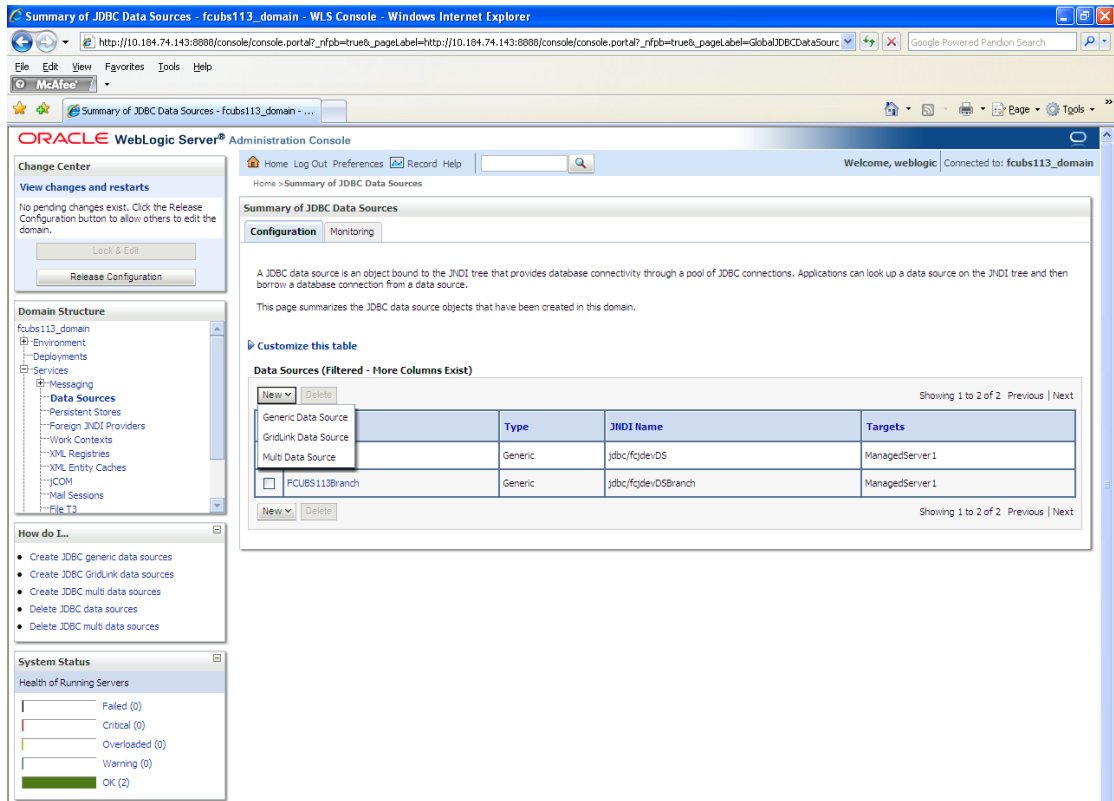 Summary of JDBC Data Sources - fcubs113_domain - WLS Console - Windows Internet Explorer
http://10.184.74.143:8888/console/console.portal?_nfpb=true&_pageLabel=http://10.184.74.143:8888/console/console.portal?_nfpb=true&_pageLabel=GlobalJDBCDataSourc
Google Powered Pandion Search
File Edit View Favorites Tools Help
McAfee
Summary of JDBC Data Sources - fcubs113_domain - ...
Page Tools
ORACLE WebLogic Server® Administration Console
Change Center
View changes and restarts
No pending changes exist. Click the Release
Configuration button to allow others to edit the
domain.
Lock & Edit
Release Configuration
Domain Structure
fcubs113_domain
Environment
Deployments
Services
Messaging
Data Sources
Persistent Stores
Foreign JNDI Providers
Work Contexts
XML Registries
XML Entity Caches
jCOM
Mail Sessions
File T3
How do I...
Create JDBC generic data sources
Create JDBC GridLink data sources
Create JDBC multi data sources
Delete JDBC data sources
Delete JDBC multi data sources
System Status
Health of Running Servers
Failed (0)
Critical (0)
Overloaded (0)
Warning (0)
OK (2)
Home Log Out Preferences Record Help
Welcome, weblogic Connected to: fcubs113_domain
Home >Summary of JDBC Data Sources
Summary of JDBC Data Sources
Configuration Monitoring
A JDBC data source is an object bound to the JNDI tree that provides database connectivity through a pool of JDBC connections. Applications can look up a data source on the JNDI tree and then
borrow a database connection from a data source.
This page summarizes the JDBC data source objects that have been created in this domain.
Customize this table
Data Sources (Filtered - More Columns Exist)
New Delete
Showing 1 to 2 of 2 Previous | Next
Generic Data Source
GridLink Data Source
Multi Data Source
Type JNDI Name Targets
Generic jdbc/fcjdevDS ManagedServer1
FCUBS113Branch Generic jdbc/fcjdevDSBranch ManagedServer1
New Delete
Showing 1 to 2 of 2 Previous | Next